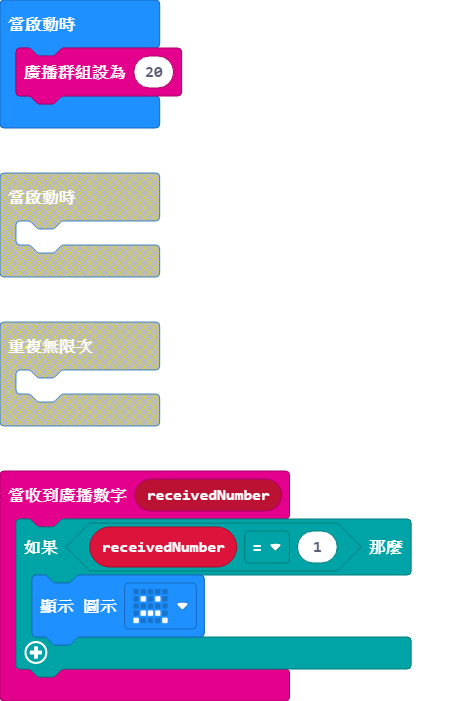 當啟動時
廣播群組設為 20
當啟動時
重複無限次
當收到廣播數字 receivedNumber
如果 receivedNumber = 1 那麼
顯示 圖示